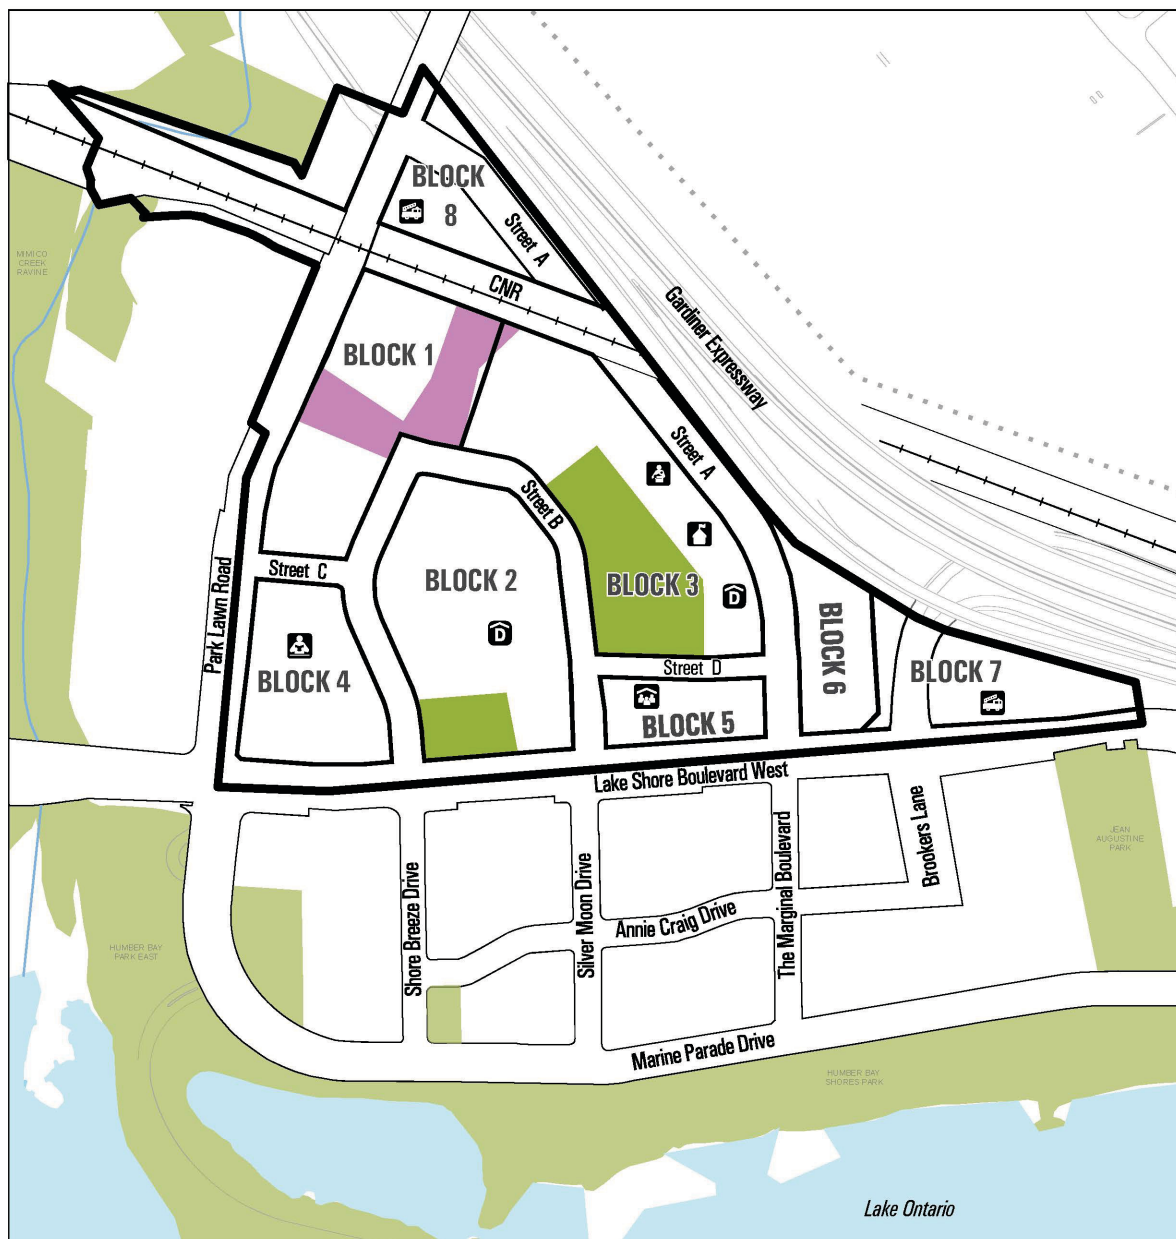 BLOCK
8
Street A
CNR
MIMICO
CREEK
RAVINE
Gardiner Expressway
BLOCK 1
Street A
Street B
Park Lawn Road
Street C
BLOCK 2
BLOCK 3
D
D
BLOCK 6
Street D
BLOCK 4
BLOCK 7
BLOCK 5
Lake Shore Boulevard West
Shore Breeze Drive
Silver Moon Drive
The Marginal Boulevard
Brookers Lane
JEAN
AUGUSTINE
PARK
Annie Craig Drive
HUMBER BAY
PARK EAST
Marine Parade Drive
HUMBER BAY
SHORES PARK
Lake Ontario